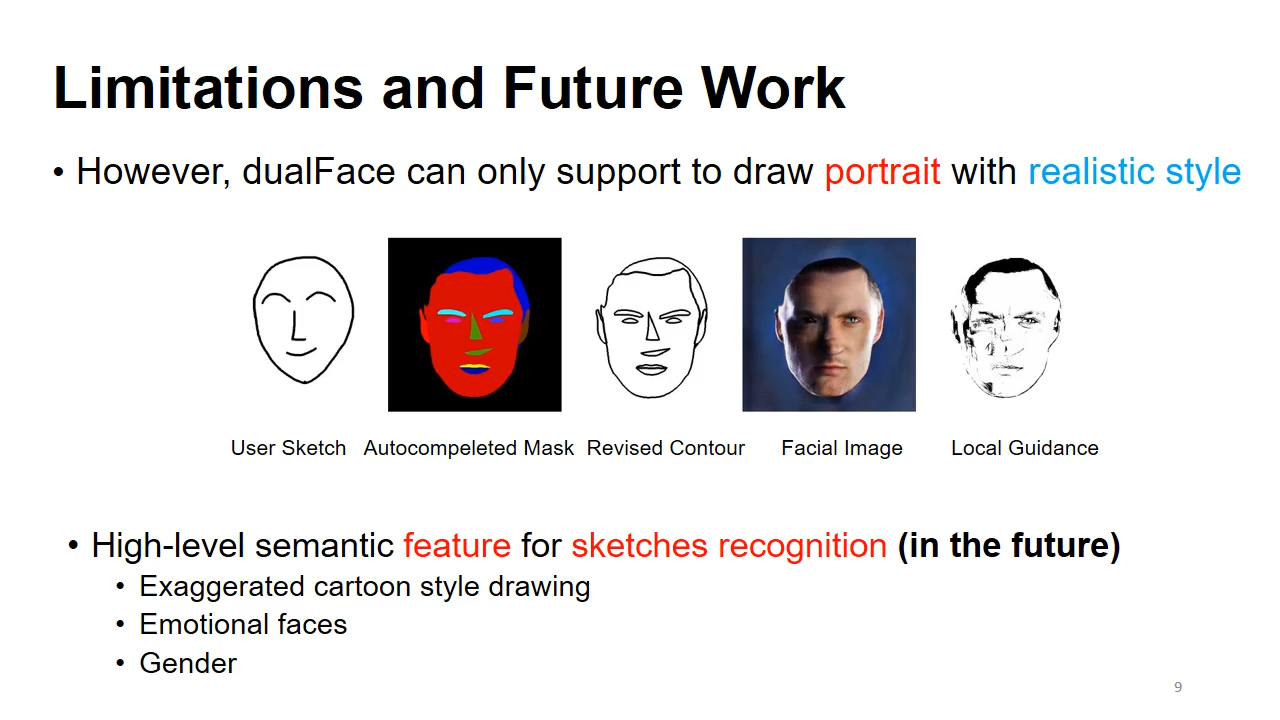 Limitations and Future Work
• However, dualFace can only support to draw portrait with realistic style
User Sketch Autocompeleted Mask Revised Contour Facial Image Local Guidance
• High-level semantic feature for sketches recognition (in the future)
• Exaggerated cartoon style drawing
• Emotional faces
• Gender
9